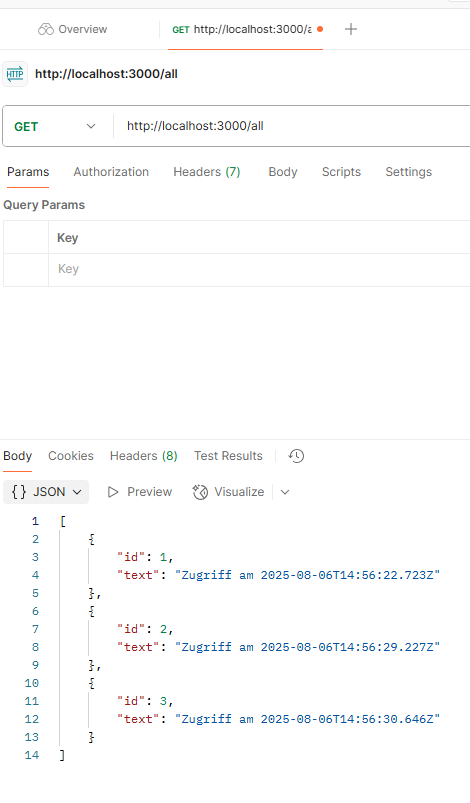 Overview
GET http://localhost:3000/a
HTTP http://localhost:3000/all
GET http://localhost:3000/all
Params Authorization Headers (7) Body Scripts Settings
Query Params
Key
Key
Body Cookies Headers (8) Test Results
{} JSON Preview Visualize
1 [
2 {
3 "id": 1,
4 "text": "Zugriff am 2025-08-06T14:56:22.723Z"
5 },
6 {
7 "id": 2,
8 "text": "Zugriff am 2025-08-06T14:56:29.227Z"
9 },
10 {
11 "id": 3,
12 "text": "Zugriff am 2025-08-06T14:56:30.646Z"
13 }
14 ]